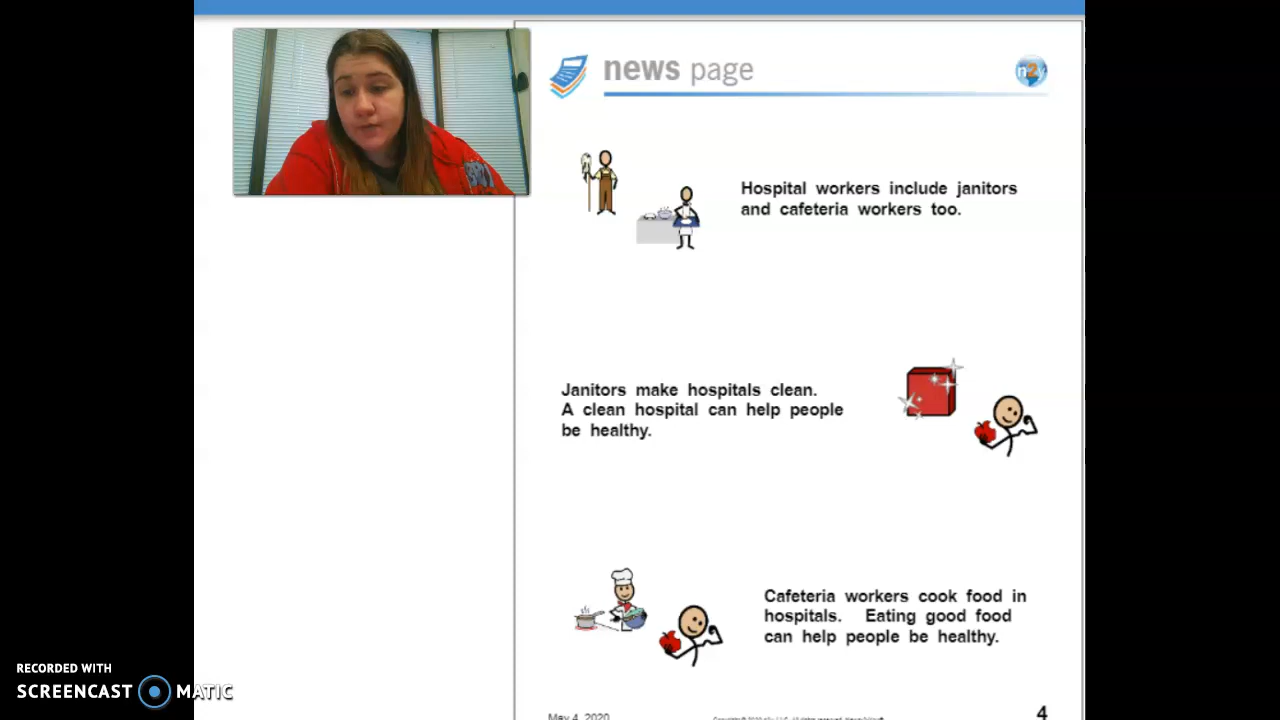 news page
n2y
Hospital workers include janitors
and cafeteria workers too.
Janitors make hospitals clean.
A clean hospital can help people
be healthy.
Cafeteria workers cook food in
hospitals. Eating good food
can help people be healthy.
May 4, 2020
4
RECORDED WITH
SCREENCAST MATIC